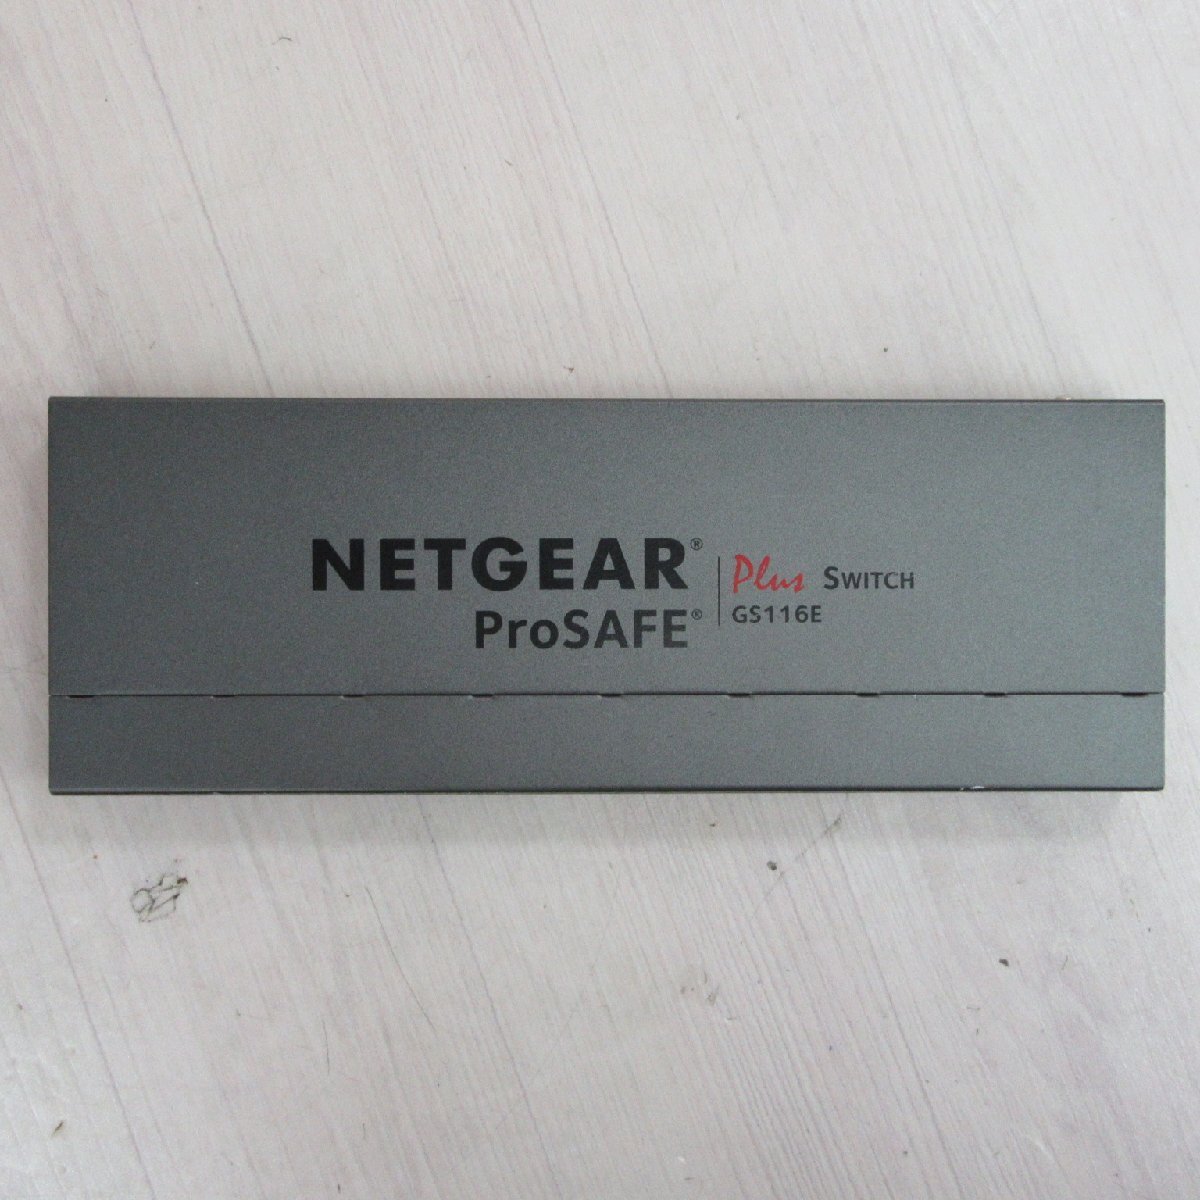 NETGEAR®
ProSAFE®
Plus SWITCH
GS116E